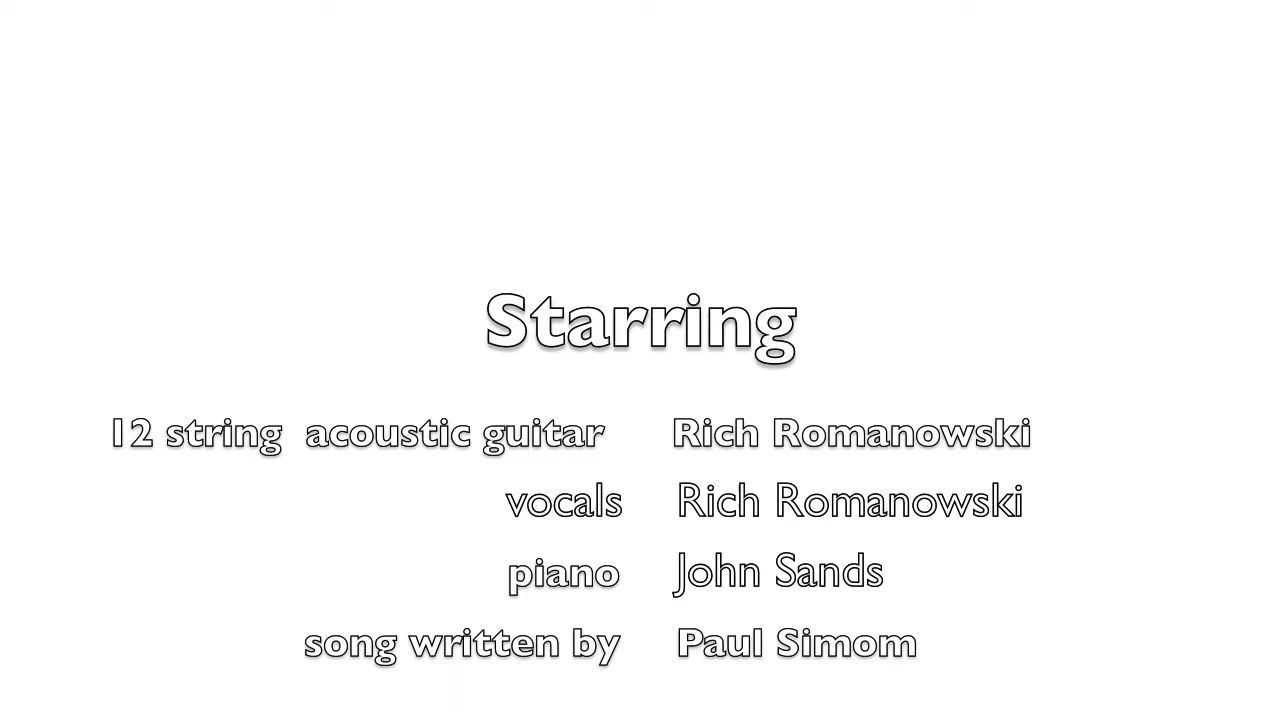 Starring
12 string acoustic guitar Rich Romanowski
vocals Rich Romanowski
piano John Sands
song written by Paul Simom